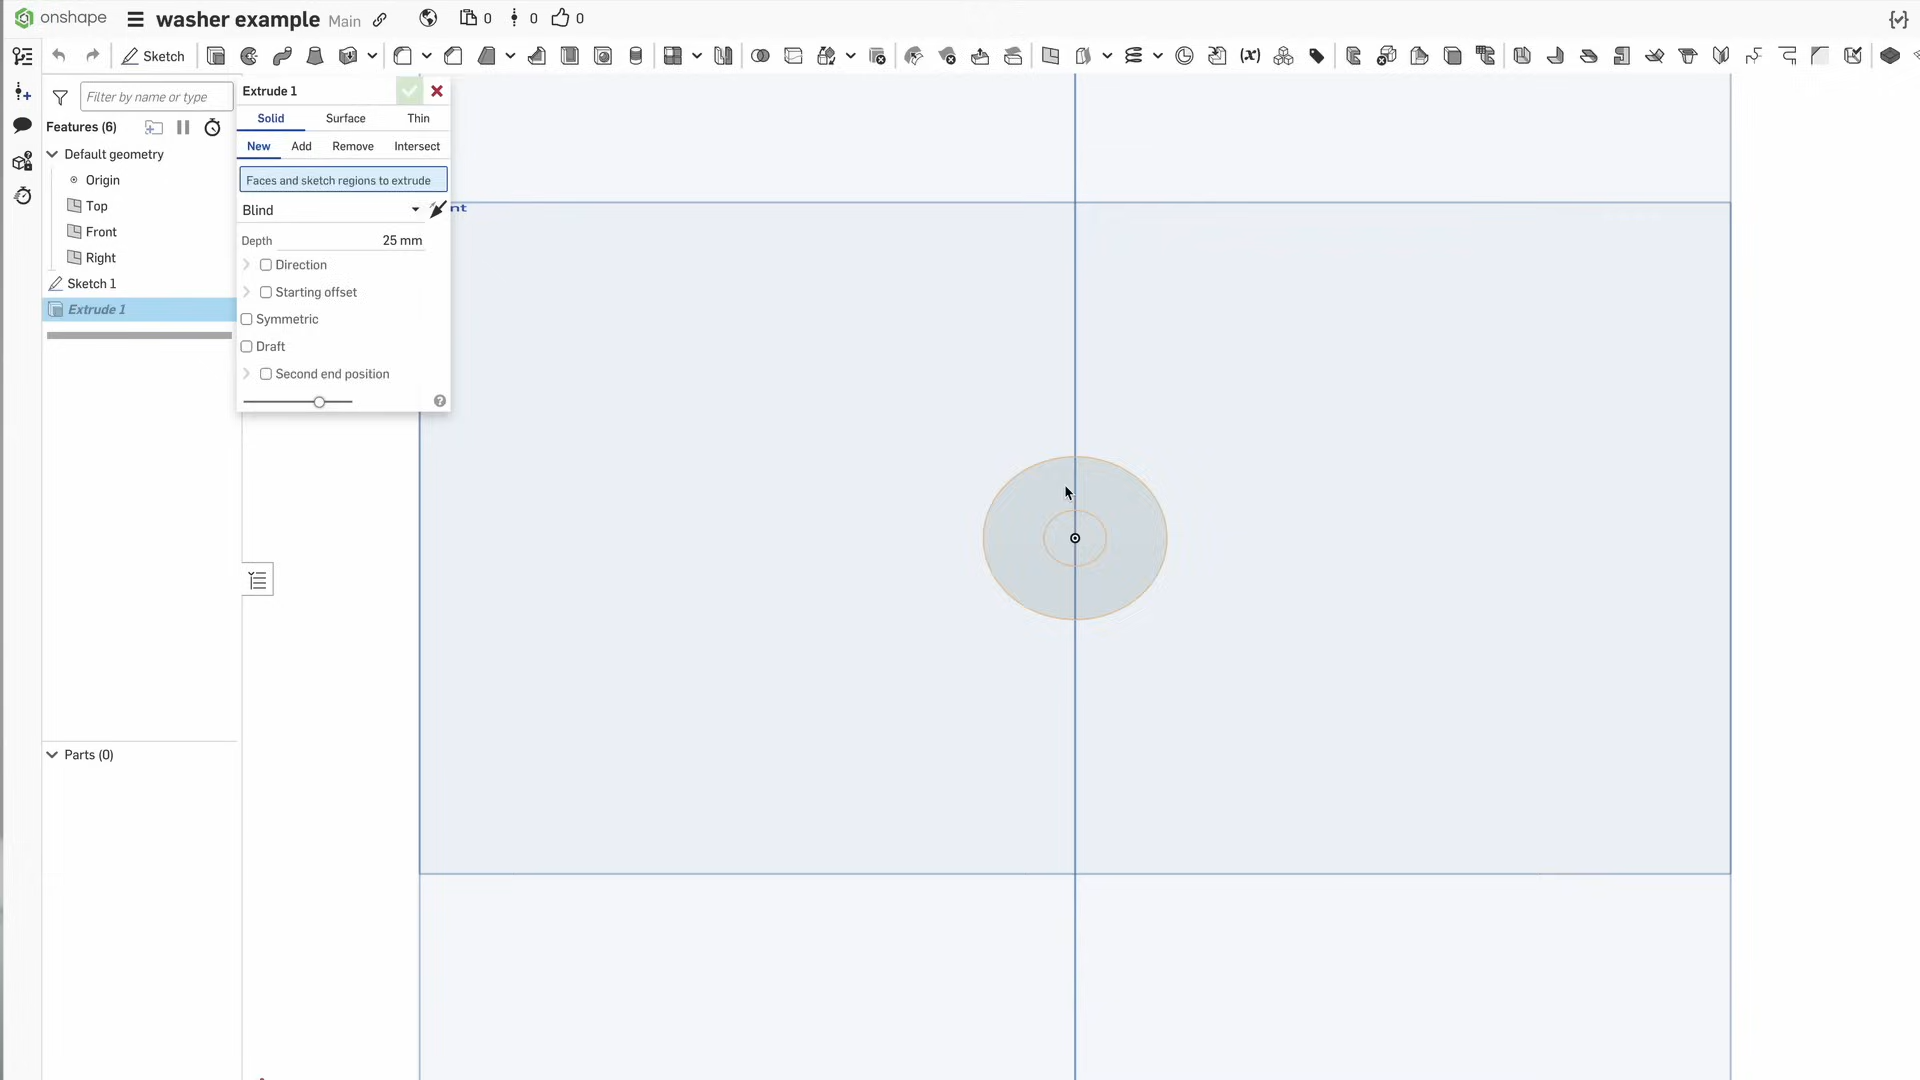 onshape washer example Main 0 0 0
Sketch (x)
Filter by name or type
Features (6)
Default geometry
Origin
Top
Front
Right
Sketch 1
Extrude 1
Parts (0)
Extrude 1
Solid Surface Thin
New Add Remove Intersect
Faces and sketch regions to extrude
Blind
nt
Depth 25 mm
Direction
Starting offset
Symmetric
Draft
Second end position
?